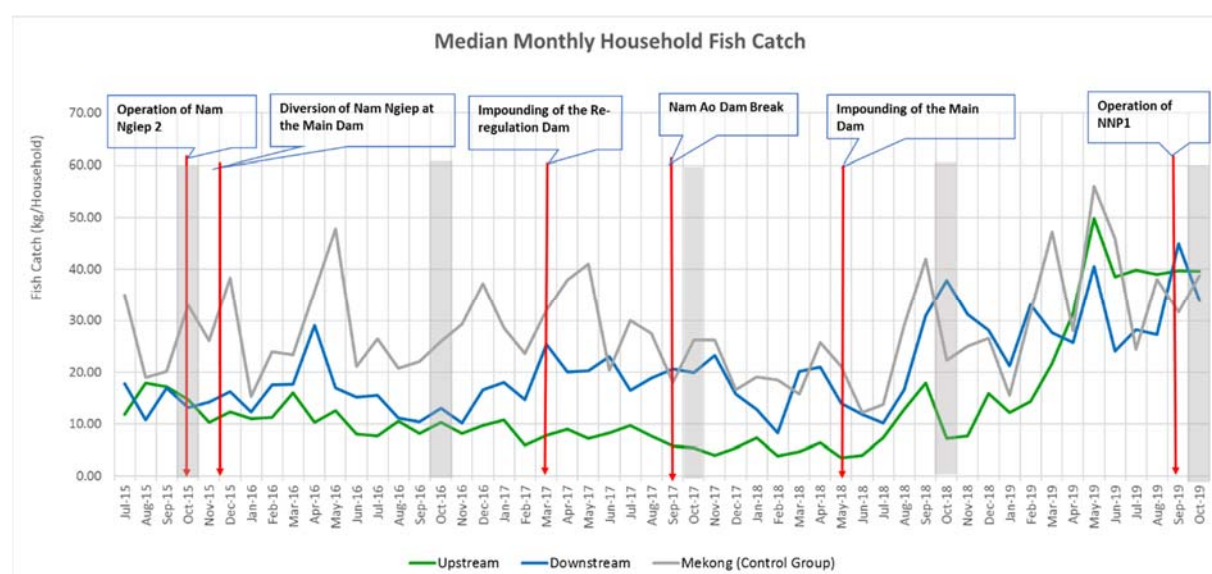 Median Monthly Household Fish Catch
Operation of Nam
Ngiep 2
Diversion of Nam Ngiep at
the Main Dam
Impounding of the Re-
regulation Dam
Nam Ao Dam Break
Impounding of the Main
Dam
Operation of
NNP1
Fish Catch (kg/Household)
70.00
60.00
50.00
40.00
30.00
20.00
10.00
0.00
Jul-15
Aug-15
Sep-15
Oct-15
Nov-15
Dec-15
Jan-16
Feb-16
Mar-16
Apr-16
May-16
Jun-16
Jul-16
Aug-16
Sep-16
Oct-16
Nov-16
Dec-16
Jan-17
Feb-17
Mar-17
Apr-17
May-17
Jun-17
Jul-17
Aug-17
Sep-17
Oct-17
Nov-17
Dec-17
Jan-18
Feb-18
Mar-18
Apr-18
May-18
Jun-18
Jul-18
Aug-18
Sep-18
Oct-18
Nov-18
Dec-18
Jan-19
Feb-19
Mar-19
Apr-19
May-19
Jun-19
Jul-19
Aug-19
Sep-19
Oct-19
Upstream
Downstream
Mekong (Control Group)